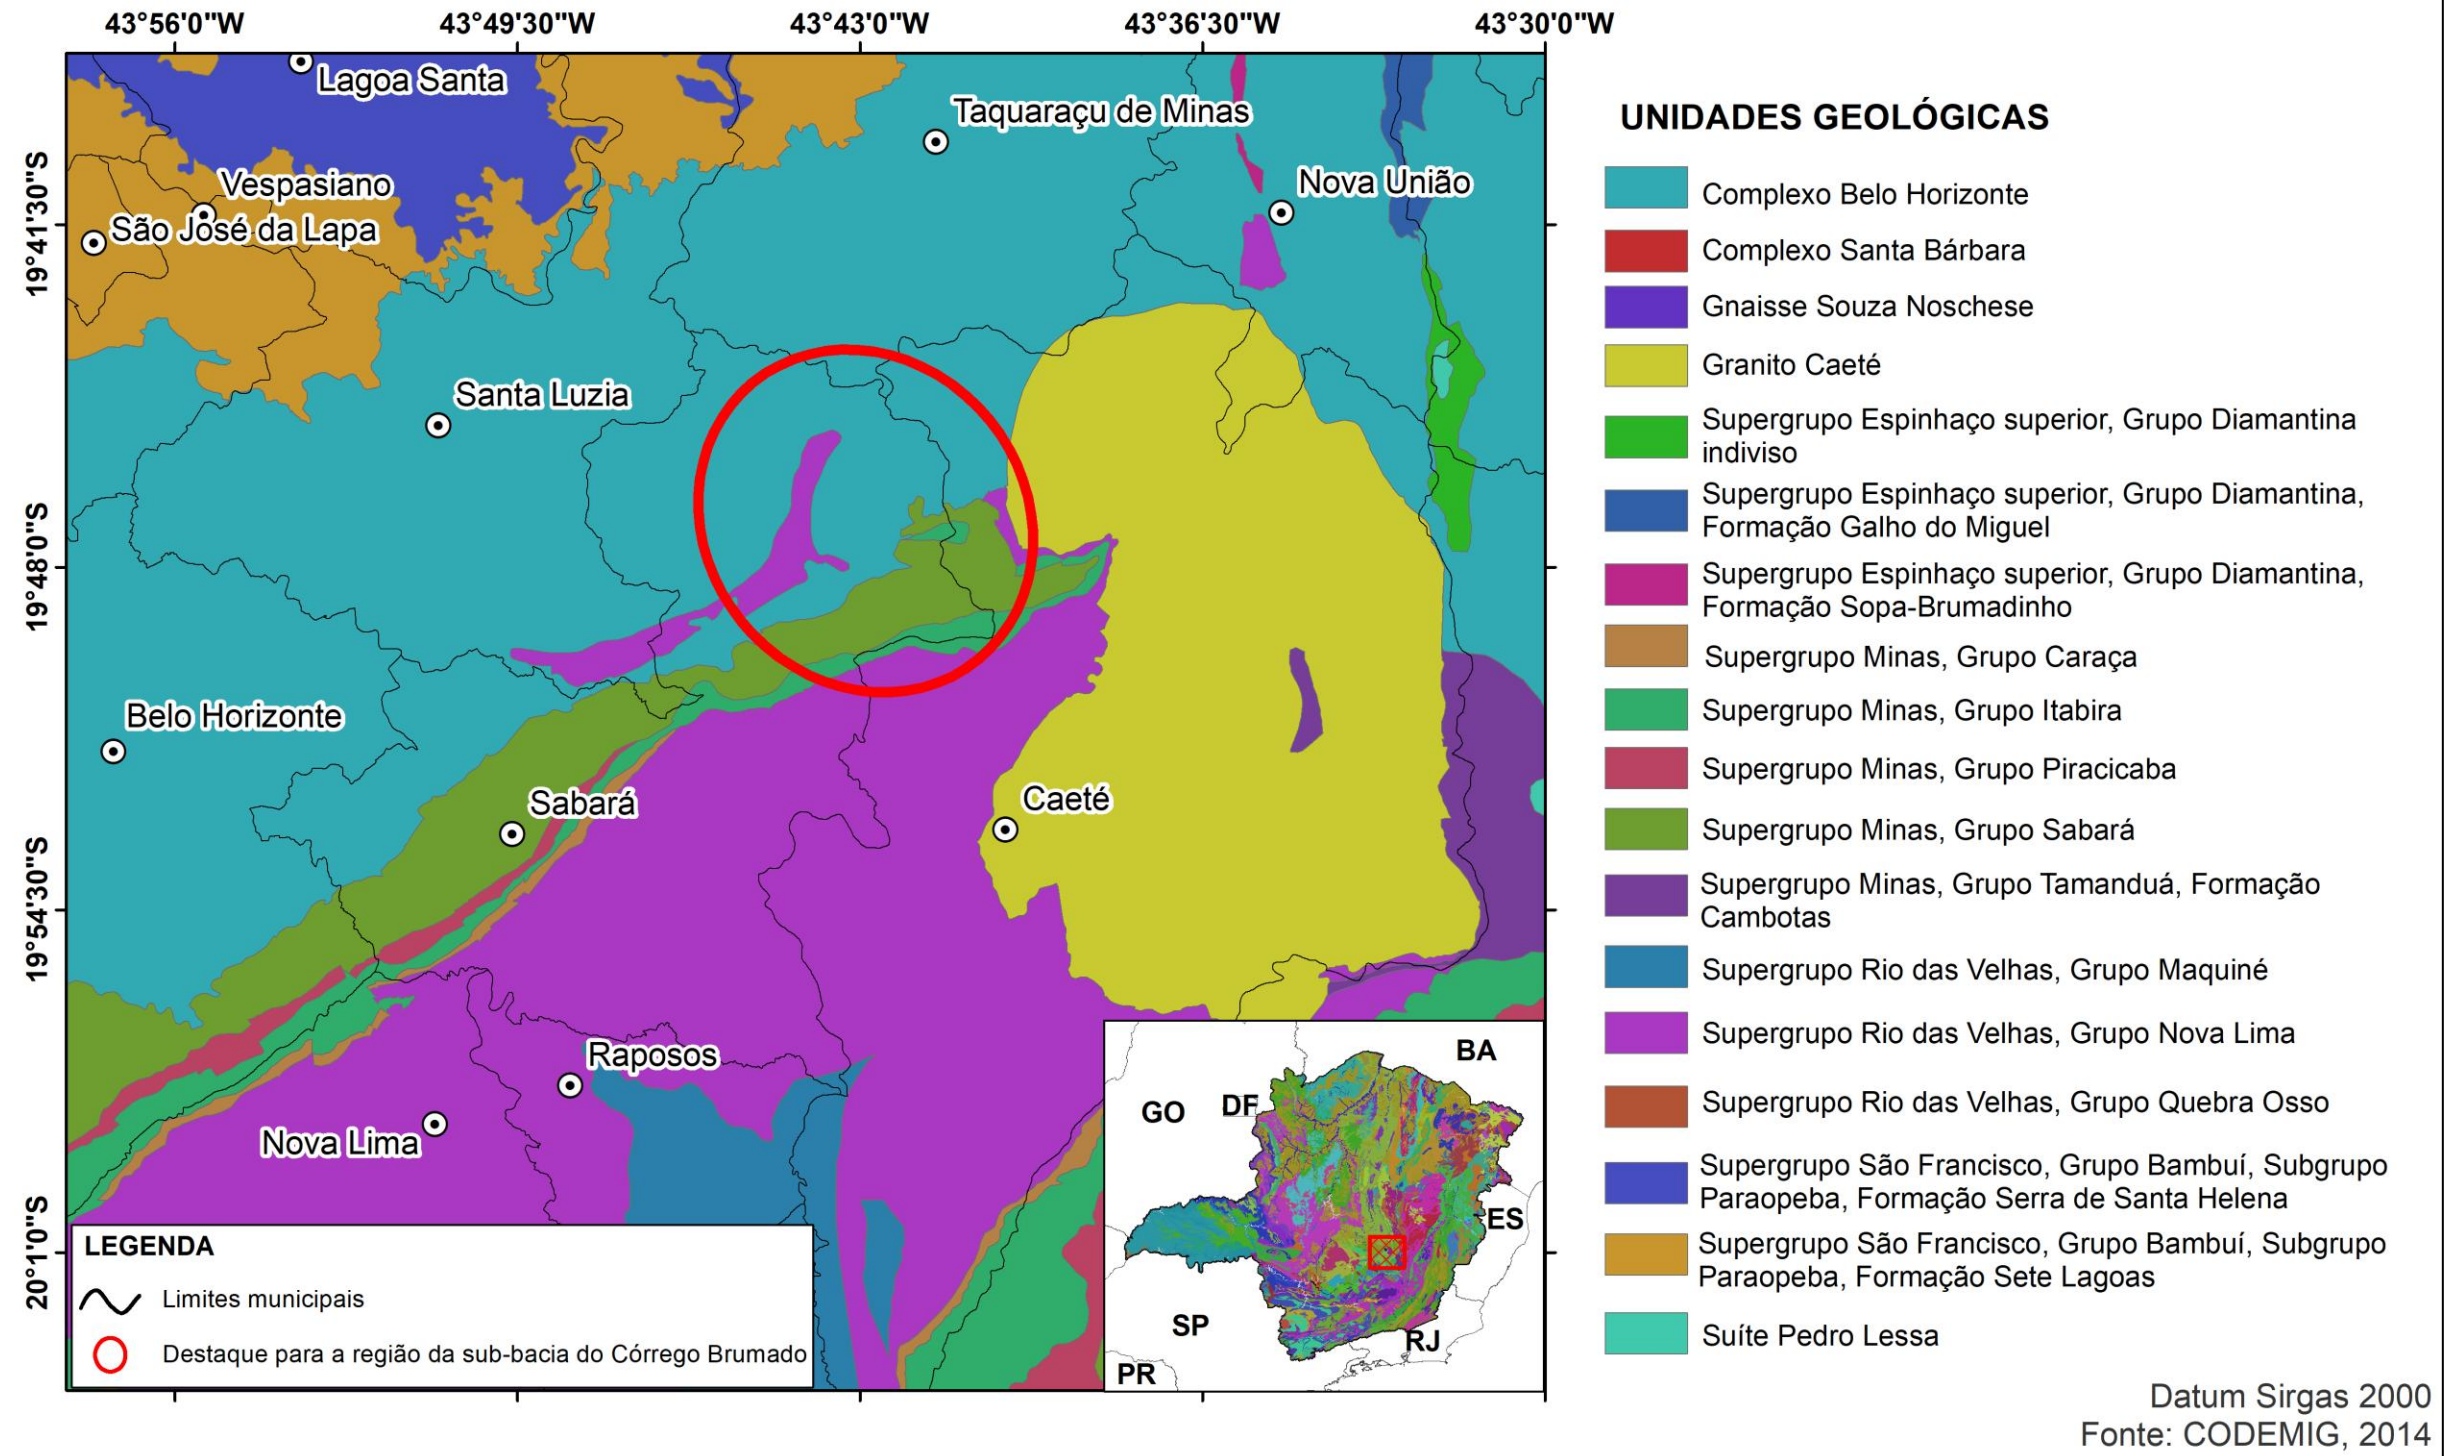 43°56'0"W
43°49'30"W
43°43'0"W
43°36'30"W
43°30'0"W
19°41'30"S
19°48'0"S
19°54'30"S
20°1'0"S
Lagoa Santa
Taquaraçu de Minas
Vespasiano
Nova União
São José da Lapa
Santa Luzia
Belo Horizonte
Sabará
Caeté
Raposos
Nova Lima
LEGENDA
Limites municipais
Destaque para a região da sub-bacia do Córrego Brumado
BA
GO
DF
ES
SP
RJ
PR
UNIDADES GEOLÓGICAS
Complexo Belo Horizonte
Complexo Santa Bárbara
Gnaisse Souza Noschese
Granito Caeté
Supergrupo Espinhaço superior, Grupo Diamantina
indiviso
Supergrupo Espinhaço superior, Grupo Diamantina,
Formação Galho do Miguel
Supergrupo Espinhaço superior, Grupo Diamantina,
Formação Sopa-Brumadinho
Supergrupo Minas, Grupo Caraça
Supergrupo Minas, Grupo Itabira
Supergrupo Minas, Grupo Piracicaba
Supergrupo Minas, Grupo Sabará
Supergrupo Minas, Grupo Tamanduá, Formação
Cambotas
Supergrupo Rio das Velhas, Grupo Maquiné
Supergrupo Rio das Velhas, Grupo Nova Lima
Supergrupo Rio das Velhas, Grupo Quebra Osso
Supergrupo São Francisco, Grupo Bambuí, Subgrupo
Paraopeba, Formação Serra de Santa Helena
Supergrupo São Francisco, Grupo Bambuí, Subgrupo
Paraopeba, Formação Sete Lagoas
Suíte Pedro Lessa
Datum Sirgas 2000
Fonte: CODEMIG, 2014